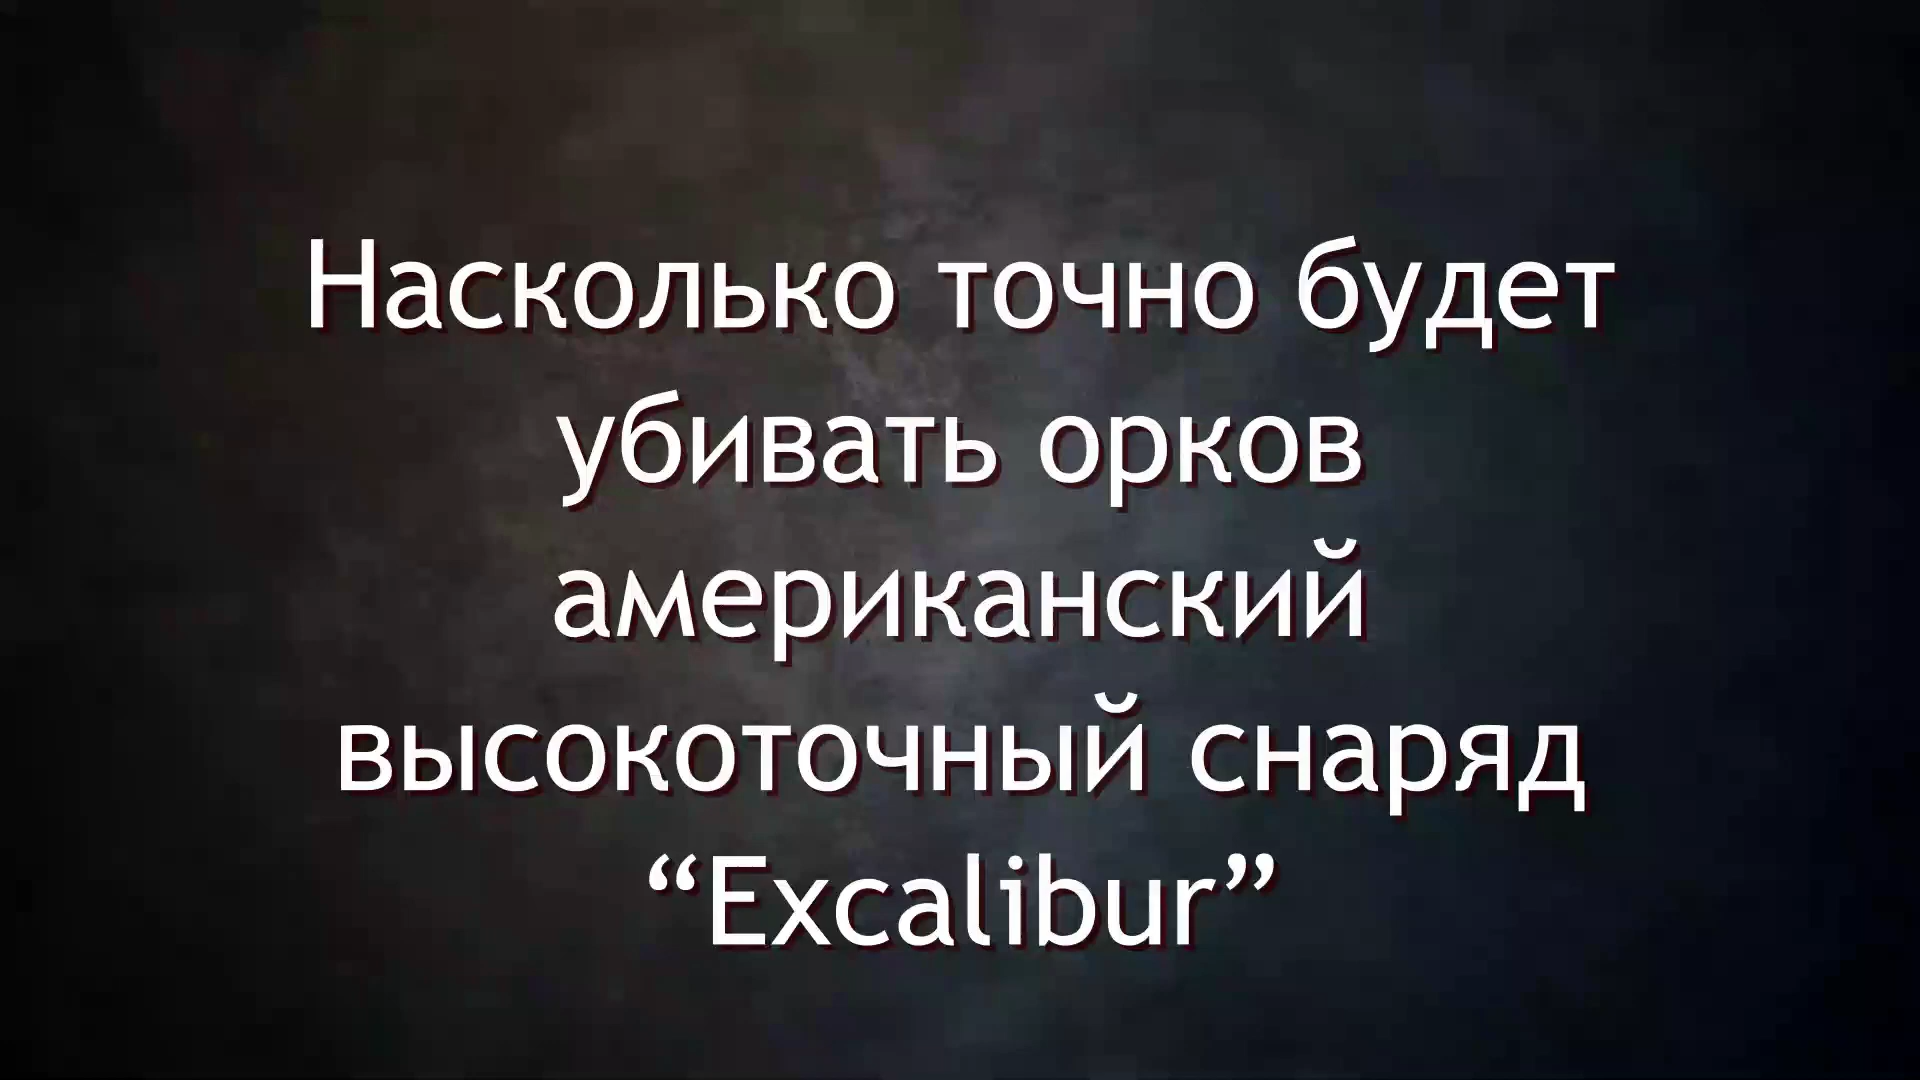 Насколько точно будет
убивать орков
американский
высокоточный снаряд
“Excalibur”